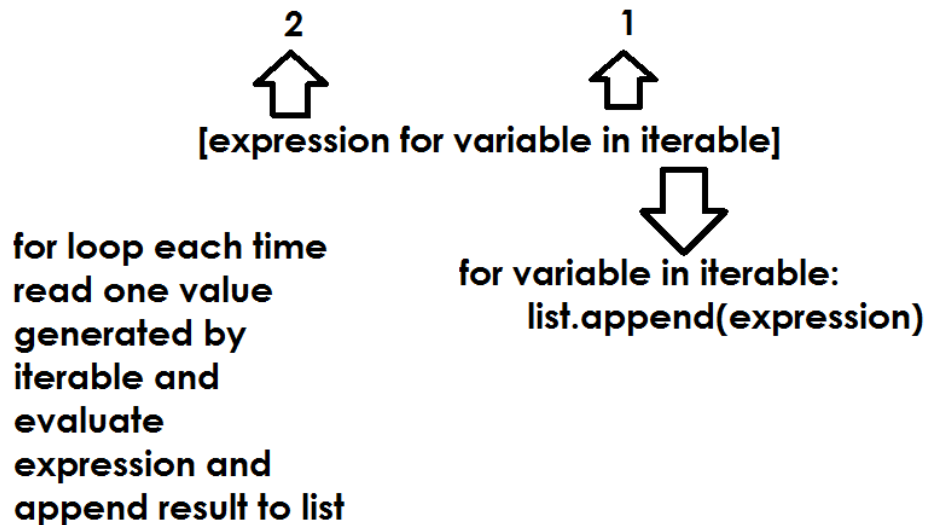 2 1
[expression for variable in iterable]
for loop each time
read one value
generated by
iterable and
evaluate
expression and
append result to list
for variable in iterable:
list.append(expression)